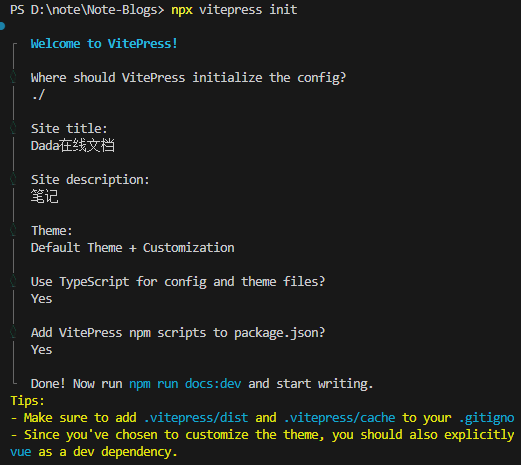 PS D:\note\Note-Blogs> npx vitepress init
Welcome to VitePress!
Where should VitePress initialize the config?
./
Site title:
Dada在线文档
Site description:
笔记
Theme:
Default Theme + Customization
Use TypeScript for config and theme files?
Yes
Add VitePress npm scripts to package.json?
Yes
Done! Now run npm run docs:dev and start writing.
Tips:
- Make sure to add .vitepress/dist and .vitepress/cache to your .gitigno
- Since you've chosen to customize the theme, you should also explicitly
vue as a dev dependency.